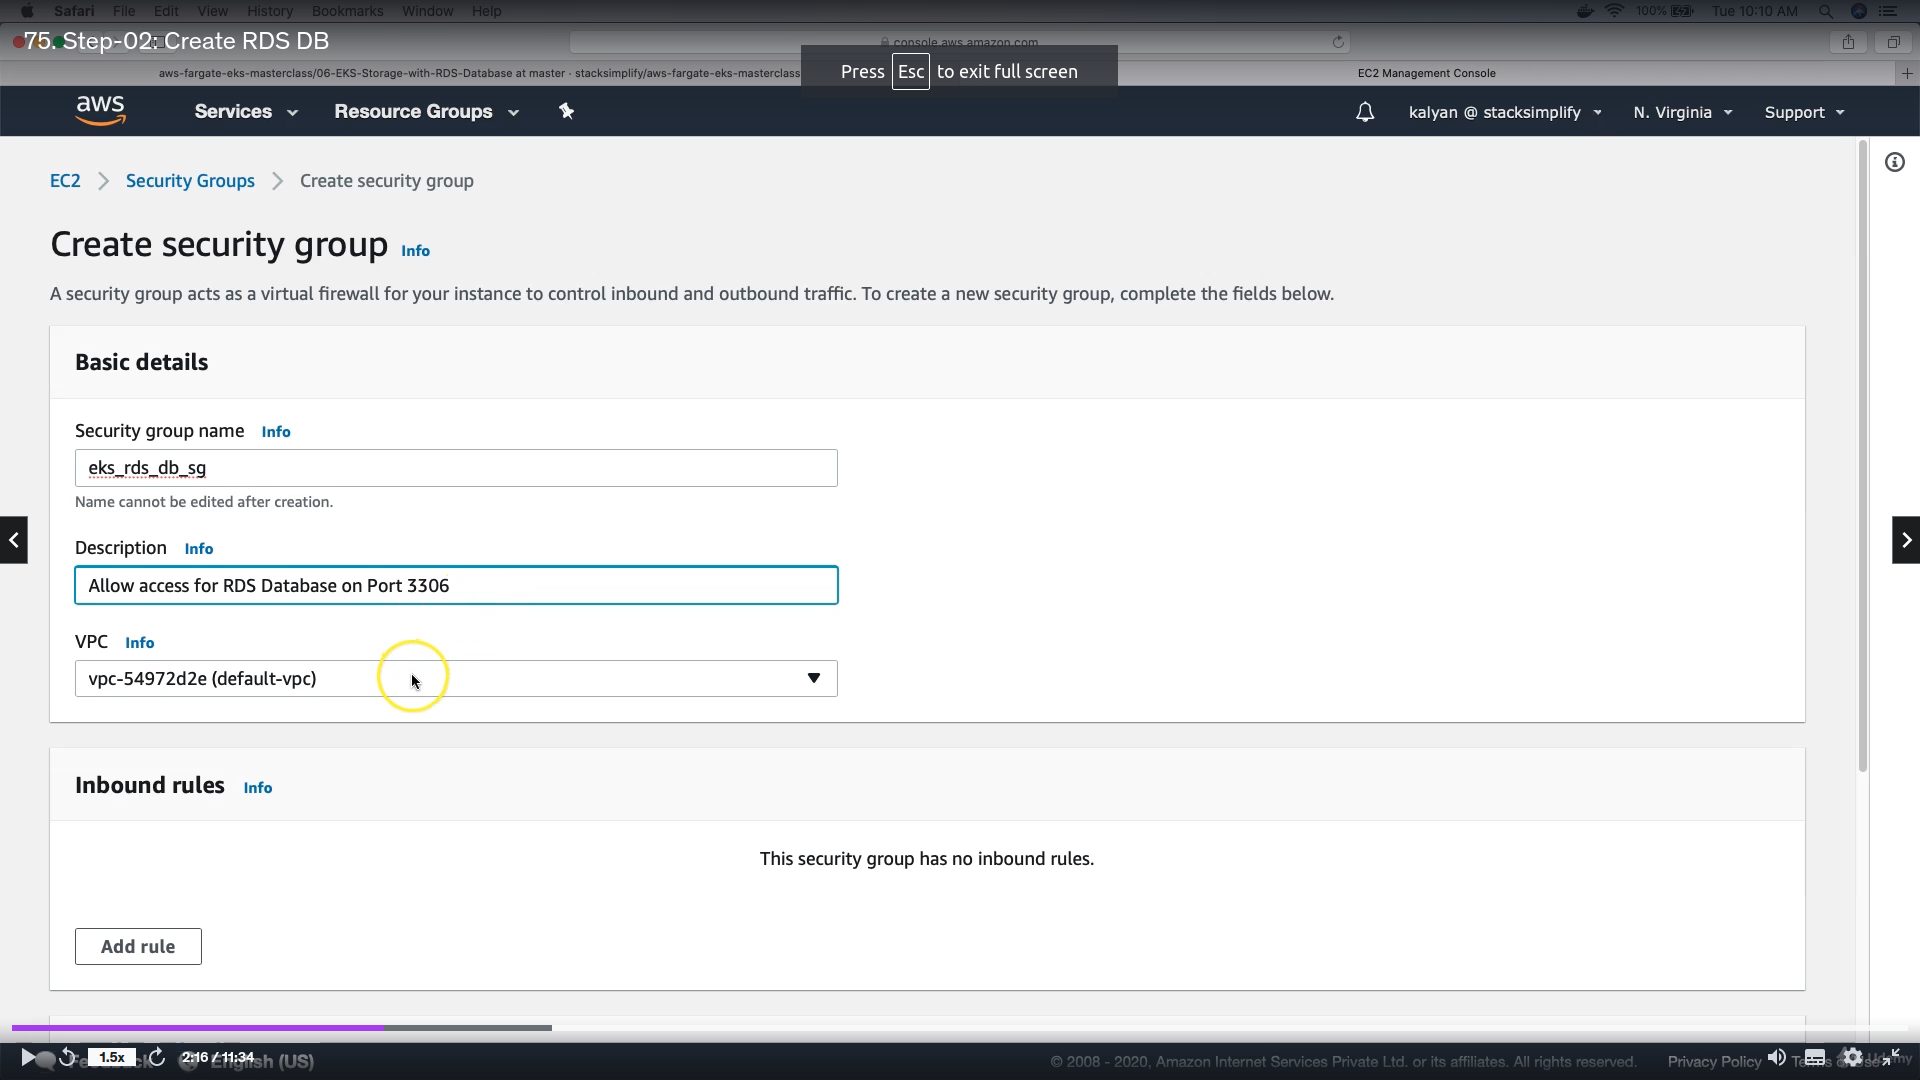 Safari File Edit View History Bookmarks Window Help 100% Tue 10:10 AM
75. Step-02: Create RDS DB
console.aws.amazon.com
Press Esc to exit full screen
aws-fargate-eks-masterclass/06-EKS-Storage-with-RDS-Database at master · stacksimplify/aws-fargate-eks-masterclass
EC2 Management Console
aws Services Resource Groups kalyan @ stacksimplify N. Virginia Support
EC2 > Security Groups > Create security group
Create security group Info
A security group acts as a virtual firewall for your instance to control inbound and outbound traffic. To create a new security group, complete the fields below.
Basic details
Security group name Info
eks_rds_db_sg
Name cannot be edited after creation.
Description Info
Allow access for RDS Database on Port 3306
VPC Info
vpc-54972d2e (default-vpc)
Inbound rules Info
This security group has no inbound rules.
Add rule
1.5x 2:16 / 11:34
Feedback English (US) © 2008 - 2020, Amazon Internet Services Private Ltd. or its affiliates. All rights reserved. Privacy Policy Terms of Use